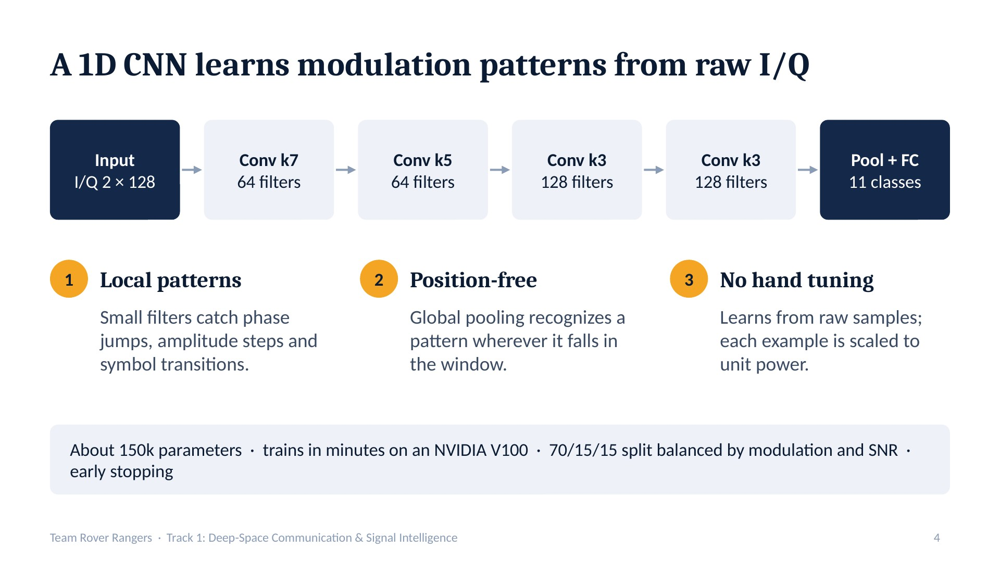 A 1D CNN learns modulation patterns from raw I/Q
Input
I/Q 2 × 128
Conv k7
64 filters
Conv k5
64 filters
Conv k3
128 filters
Conv k3
128 filters
Pool + FC
11 classes
1
Local patterns
Small filters catch phase
jumps, amplitude steps and
symbol transitions.
2
Position-free
Global pooling recognizes a
pattern wherever it falls in
the window.
3
No hand tuning
Learns from raw samples;
each example is scaled to
unit power.
About 150k parameters · trains in minutes on an NVIDIA V100 · 70/15/15 split balanced by modulation and SNR ·
early stopping
Team Rover Rangers · Track 1: Deep-Space Communication & Signal Intelligence
4